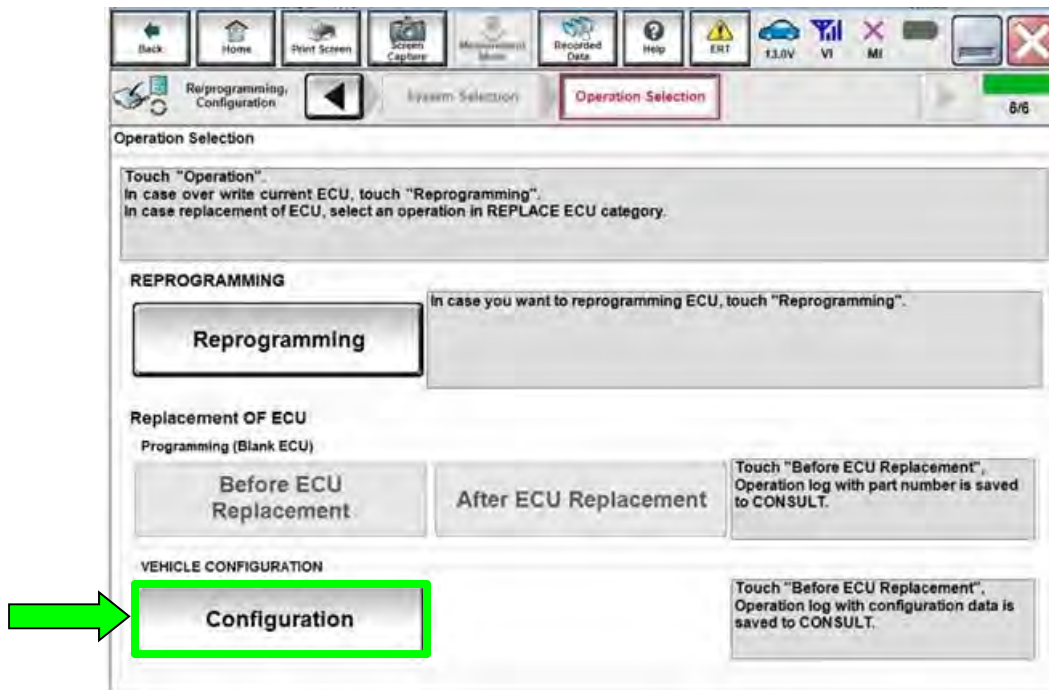 Back
Home
Print Screen
Screen
Capture
Measurement
Mode
Recorded
Data
Help
ERT
13.0V
VI
MI
Re/programming,
Configuration
System Selection
Operation Selection
6/6
Operation Selection
Touch "Operation".
In case over write current ECU, touch "Reprogramming".
In case replacement of ECU, select an operation in REPLACE ECU category.
REPROGRAMMING
Reprogramming
In case you want to reprogramming ECU, touch "Reprogramming".
Replacement OF ECU
Programming (Blank ECU)
Before ECU
Replacement
After ECU Replacement
Touch "Before ECU Replacement",
Operation log with part number is saved
to CONSULT.
VEHICLE CONFIGURATION
Configuration
Touch "Before ECU Replacement",
Operation log with configuration data is
saved to CONSULT.